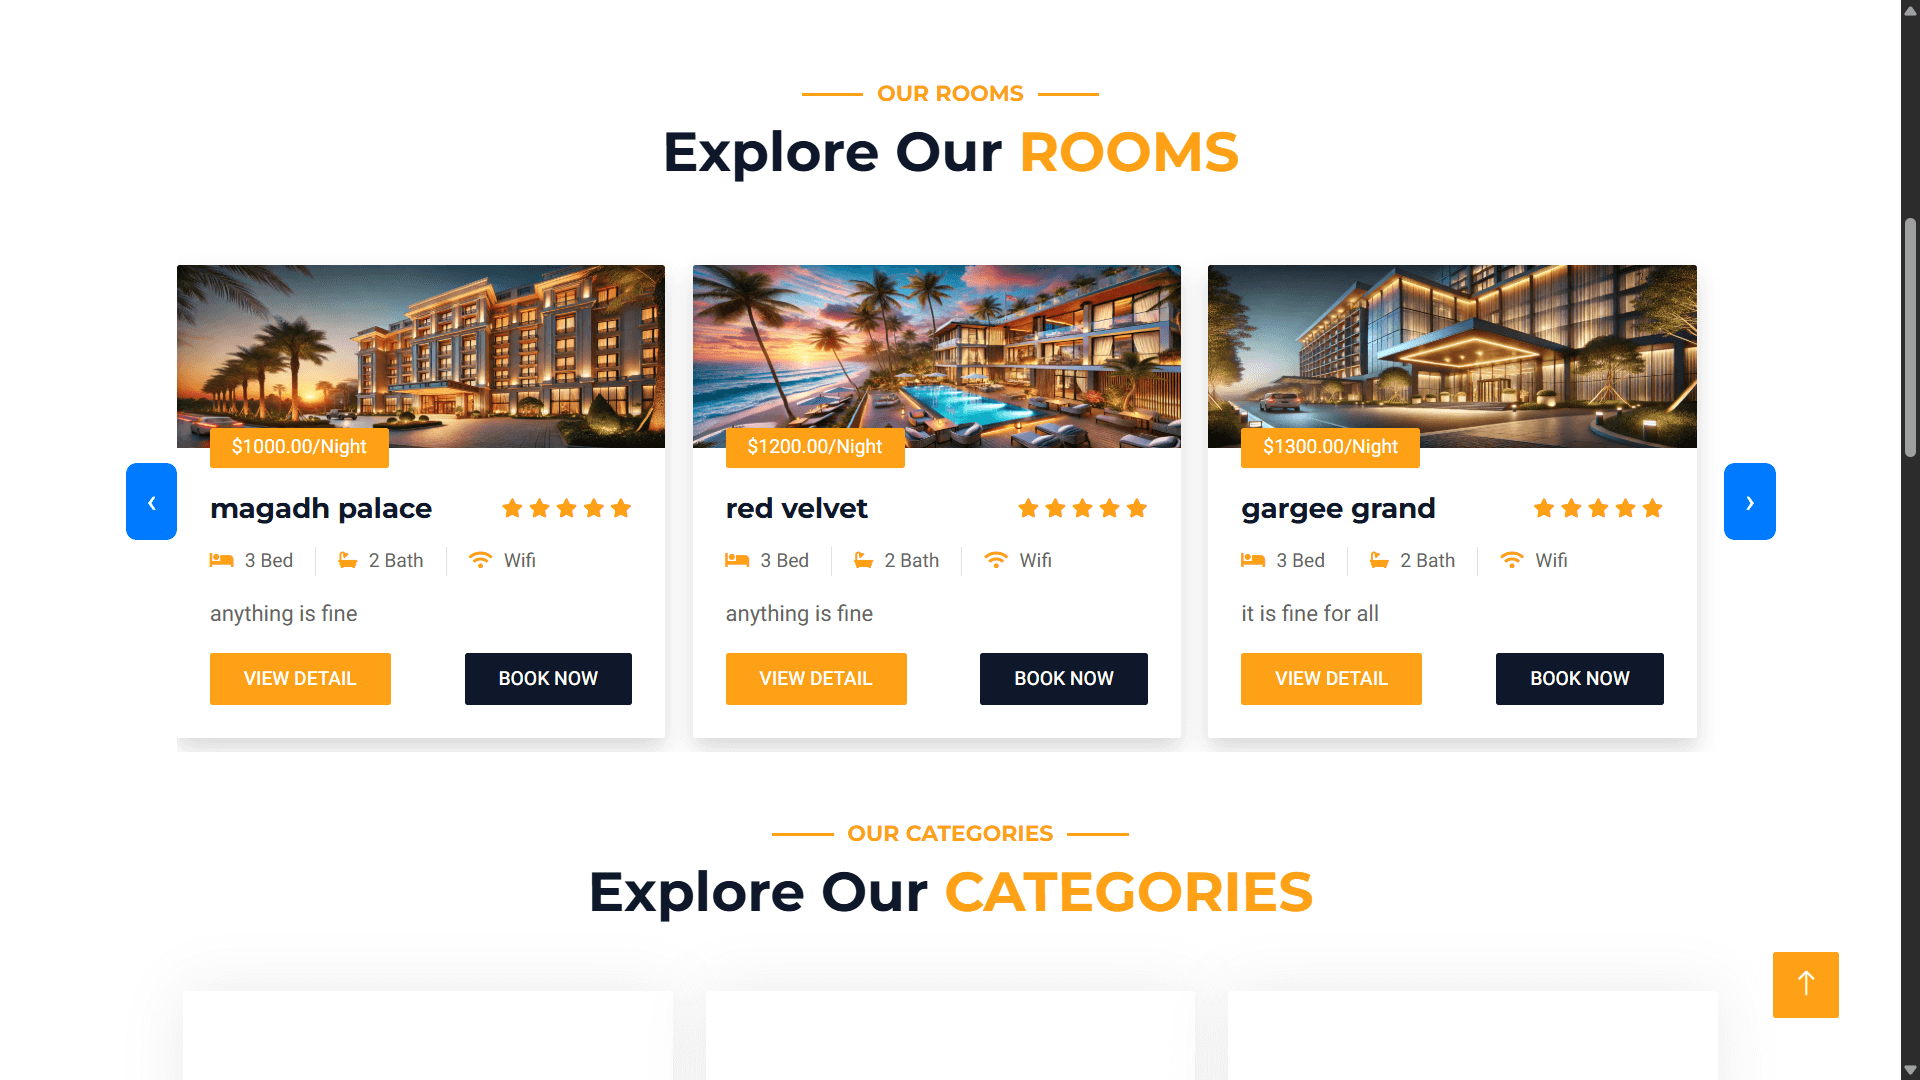 OUR ROOMS
Explore Our ROOMS
$1000.00/Night
magadh palace
3 Bed
2 Bath
Wifi
anything is fine
VIEW DETAIL
BOOK NOW
$1200.00/Night
red velvet
3 Bed
2 Bath
Wifi
anything is fine
VIEW DETAIL
BOOK NOW
$1300.00/Night
gargee grand
3 Bed
2 Bath
Wifi
it is fine for all
VIEW DETAIL
BOOK NOW
OUR CATEGORIES
Explore Our CATEGORIES